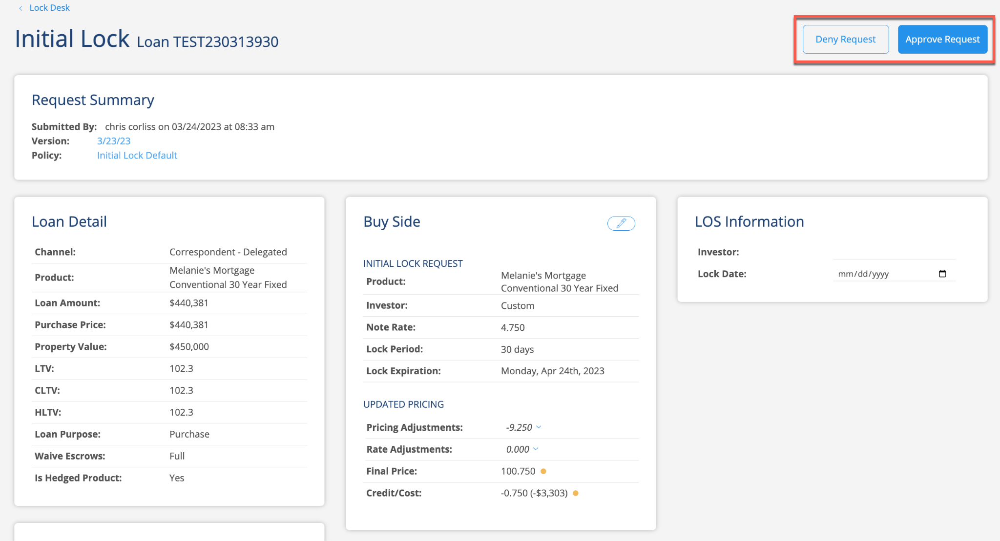 Lock Desk
Initial Lock Loan TEST230313930
Deny Request
Approve Request
Request Summary
Submitted By: chris corliss on 03/24/2023 at 08:33 am
Version: 3/23/23
Policy: Initial Lock Default
Loan Detail
Channel: Correspondent - Delegated
Product: Melanie's Mortgage
Conventional 30 Year Fixed
Loan Amount: $440,381
Purchase Price: $440,381
Property Value: $450,000
LTV: 102.3
CLTV: 102.3
HLTV: 102.3
Loan Purpose: Purchase
Waive Escrows: Full
Is Hedged Product: Yes
Buy Side
INITIAL LOCK REQUEST
Product: Melanie's Mortgage
Conventional 30 Year Fixed
Investor: Custom
Note Rate: 4.750
Lock Period: 30 days
Lock Expiration: Monday, Apr 24th, 2023
UPDATED PRICING
Pricing Adjustments: -9.250
Rate Adjustments: 0.000
Final Price: 100.750
Credit/Cost: -0.750 (-$3,303)
LOS Information
Investor:
Lock Date: mm/dd/yyyy